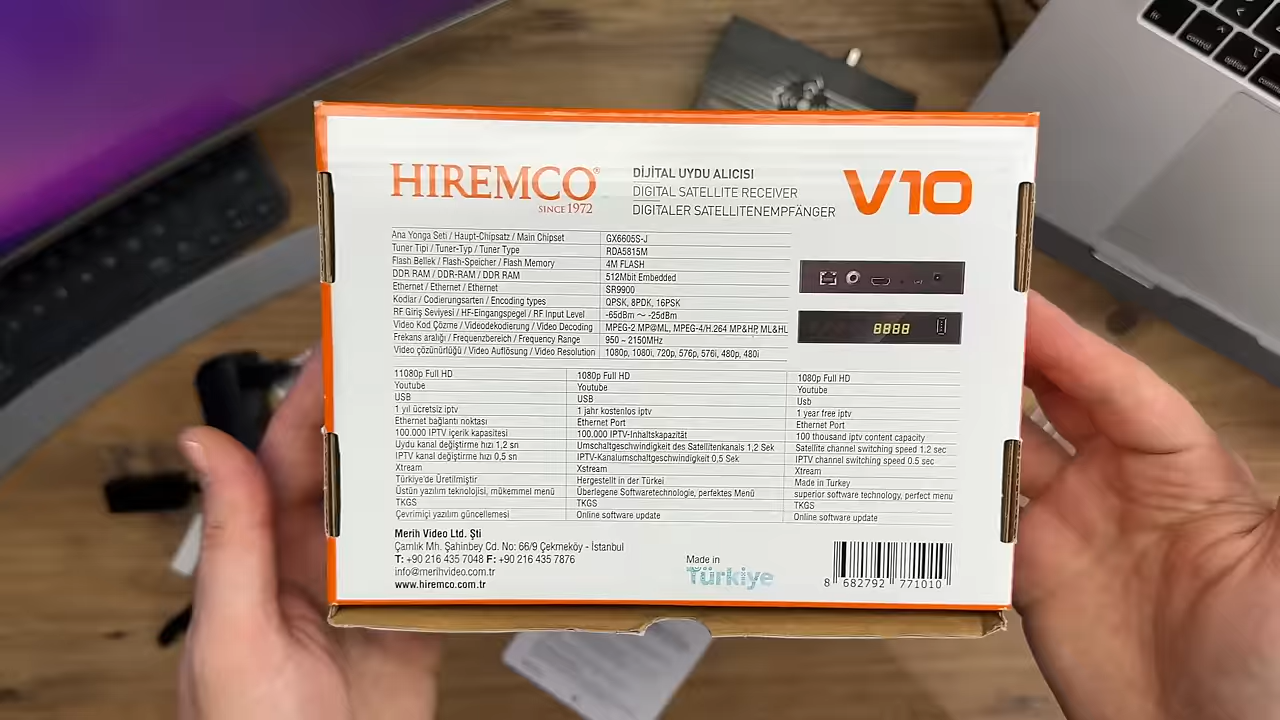 HIREMCO®
SINCE 1972
DİJİTAL UYDU ALICISI
DIGITAL SATELLITE RECEIVER
DIGITALER SATELLITENEMPFÄNGER
V10
Ana Yonga Seti / Haupt-Chipsatz / Main Chipset GX6605S-J
Tuner Tipi / Tuner-Typ / Tuner Type RDA5815M
Flash Bellek / Flash-Speicher / Flash Memory 4M FLASH
DDR RAM / DDR-RAM / DDR RAM 512Mbit Embedded
Ethernet / Ethernet / Ethernet SR9900
Kodlar / Codierungsarten / Encoding types QPSK, 8PDK, 16PSK
RF Giriş Seviyesi / HF-Eingangspegel / RF Input Level -65dBm ～ -25dBm
Video Kod Çözme / Videodekodierung / Video Decoding MPEG-2 MP@ML, MPEG-4/H.264 MP&HP, ML&HL
Frekans aralığı / Frequenzbereich / Frequency Range 950 ~ 2150MHz
Video çözünürlüğü / Video Auflösung / Video Resolution 1080p, 1080i, 720p, 576p, 576i, 480p, 480i
8888
11080p Full HD 1080p Full HD 1080p Full HD
Youtube Youtube Youtube
USB USB Usb
1 yıl ücretsiz iptv 1 jahr kostenlos iptv 1 year free iptv
Ethernet bağlantı noktası Ethernet Port Ethernet Port
100.000 IPTV içerik kapasitesi 100.000 IPTV-Inhaltskapazität 100 thousand iptv content capacity
Uydu kanal değiştirme hızı 1,2 sn Umschaltgeschwindigkeit des Satellitenkanals 1,2 Sek Satellite channel switching speed 1.2 sec
IPTV kanal değiştirme hızı 0,5 sn IPTV-Kanalumschaltgeschwindigkeit 0,5 Sek IPTV channel switching speed 0.5 sec
Xtream Xstream Xtream
Türkiye'de Üretilmiştir Hergestellt in der Türkei Made in Turkey
Üstün yazılım teknolojisi, mükemmel menü Überlegene Softwaretechnologie, perfektes Menü superior software technology, perfect menu
TKGS TKGS TKGS
Çevrimiçi yazılım güncellemesi Online software update Online software update
Merih Video Ltd. Şti
Çamlık Mh. Şahinbey Cd. No: 66/9 Çekmeköy - İstanbul
T: +90 216 435 7048 F: +90 216 435 7876
info@merihvideo.com.tr
www.hiremco.com.tr
Made in
Türkiye
8 682792 771010
control
option